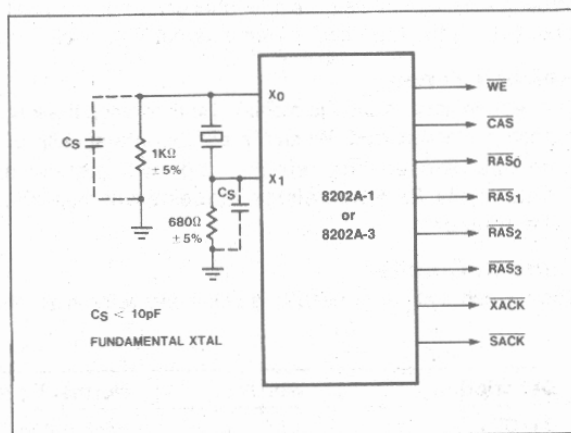 X0
WE
CS
CAS
1KΩ
± 5%
RAS0
X1
CS
8202A-1
or
8202A-3
RAS1
680Ω
± 5%
RAS2
RAS3
CS < 10pF
XACK
FUNDAMENTAL XTAL
SACK